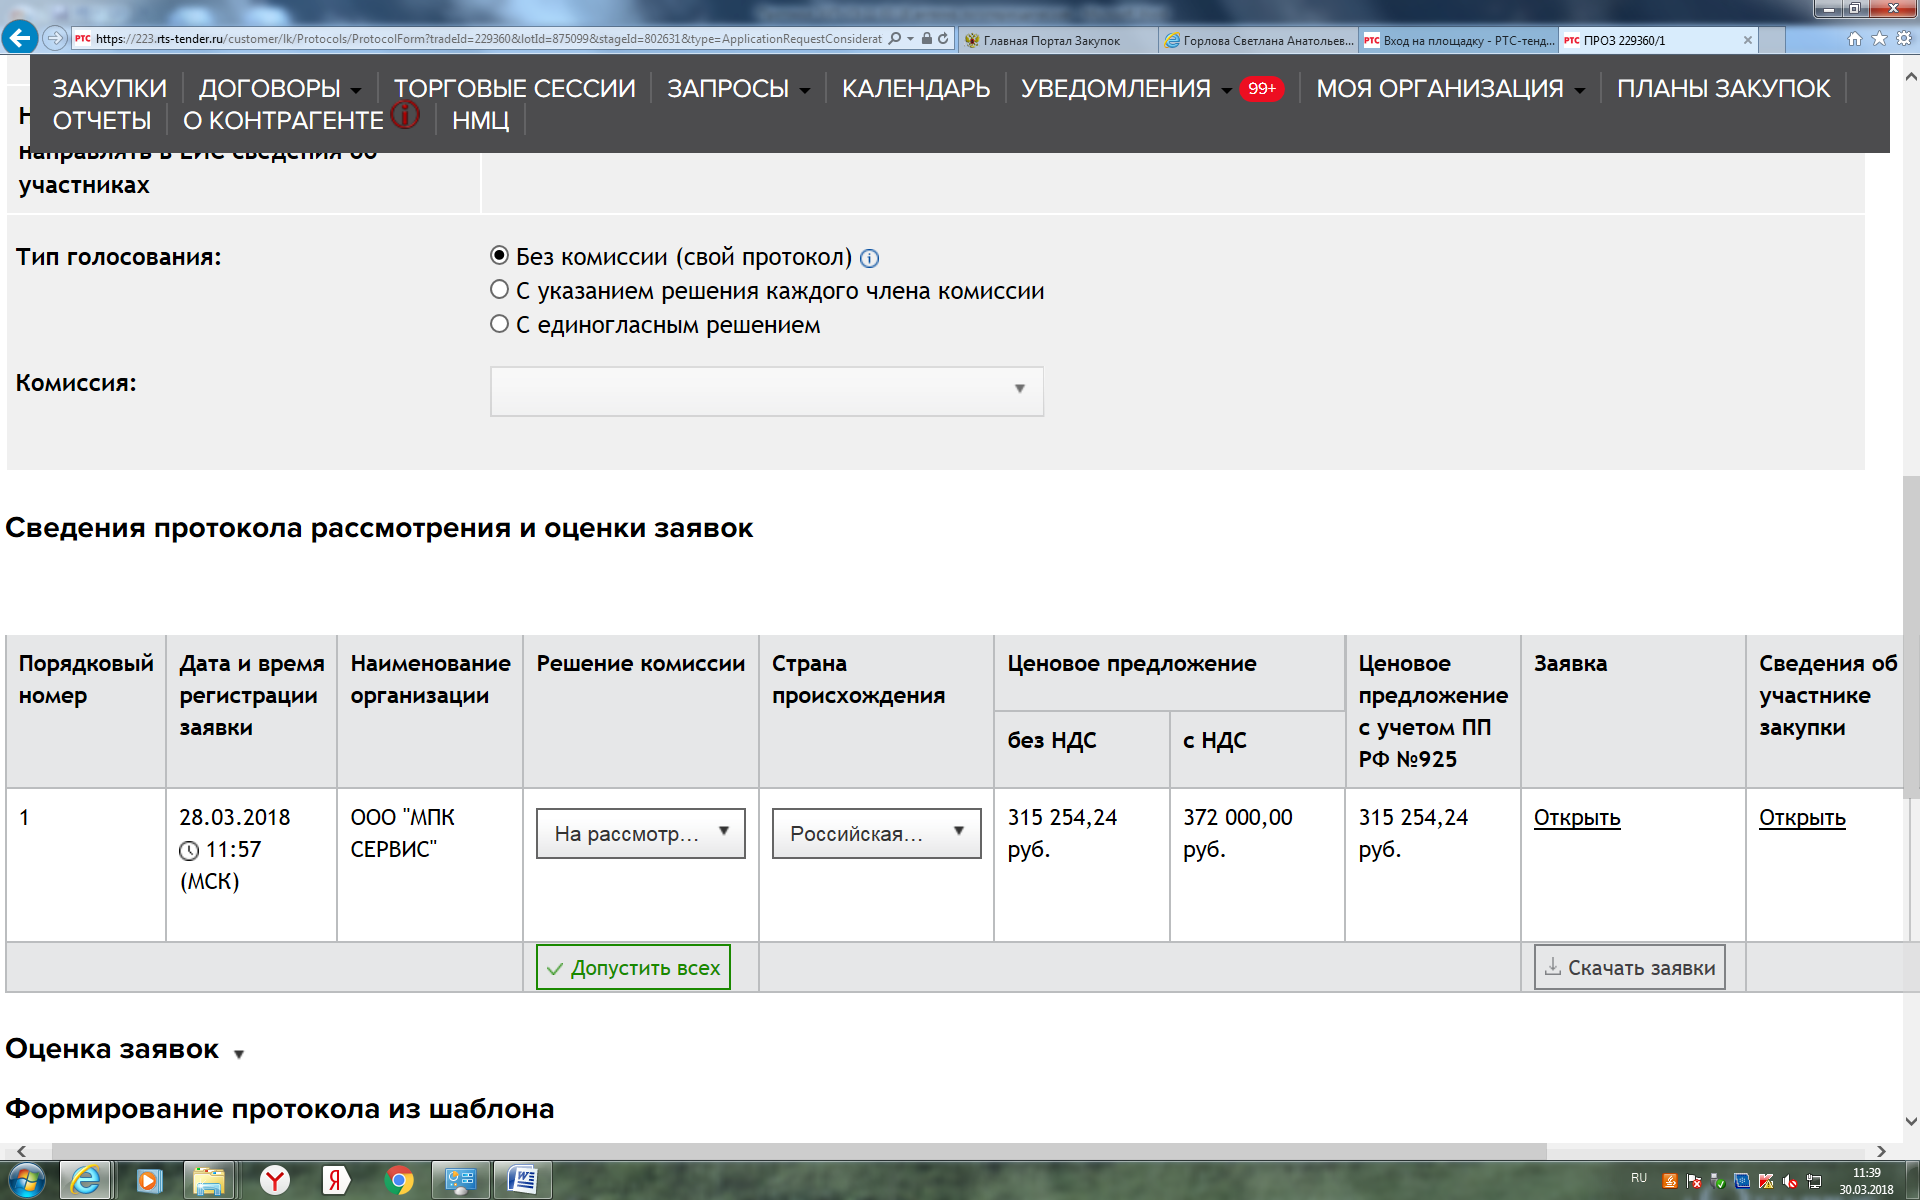 https://223.rts-tender.ru/customer/lk/Protocols/ProtocolForm?tradeId=229360&lotId=875099&stageId=802631&type=ApplicationRequestConsiderat
Главная Портал Закупок
Горлова Светлана Анатольев...
РТС Вход на площадку - РТС-тенд...
РТС ПРОЗ 229360/1
ЗАКУПКИ ДОГОВОРЫ ТОРГОВЫЕ СЕССИИ ЗАПРОСЫ КАЛЕНДАРЬ УВЕДОМЛЕНИЯ 99+ МОЯ ОРГАНИЗАЦИЯ ПЛАНЫ ЗАКУПОК
ОТЧЕТЫ О КОНТРАГЕНТЕ НМЦ
направлять в ЕИС сведения об
участниках
Тип голосования:
Без комиссии (свой протокол)
С указанием решения каждого члена комиссии
С единогласным решением
Комиссия:
Сведения протокола рассмотрения и оценки заявок
Порядковый номер
Дата и время регистрации заявки
Наименование организации
Решение комиссии
Страна происхождения
Ценовое предложение
без НДС
с НДС
Ценовое предложение с учетом ПП РФ №925
Заявка
Сведения об участнике закупки
1
28.03.2018
11:57
(МСК)
ООО "МПК
СЕРВИС"
На рассмотр...
Российская...
315 254,24
руб.
372 000,00
руб.
315 254,24
руб.
Открыть
Открыть
Допустить всех
Скачать заявки
Оценка заявок
Формирование протокола из шаблона
RU
11:39
30.03.2018